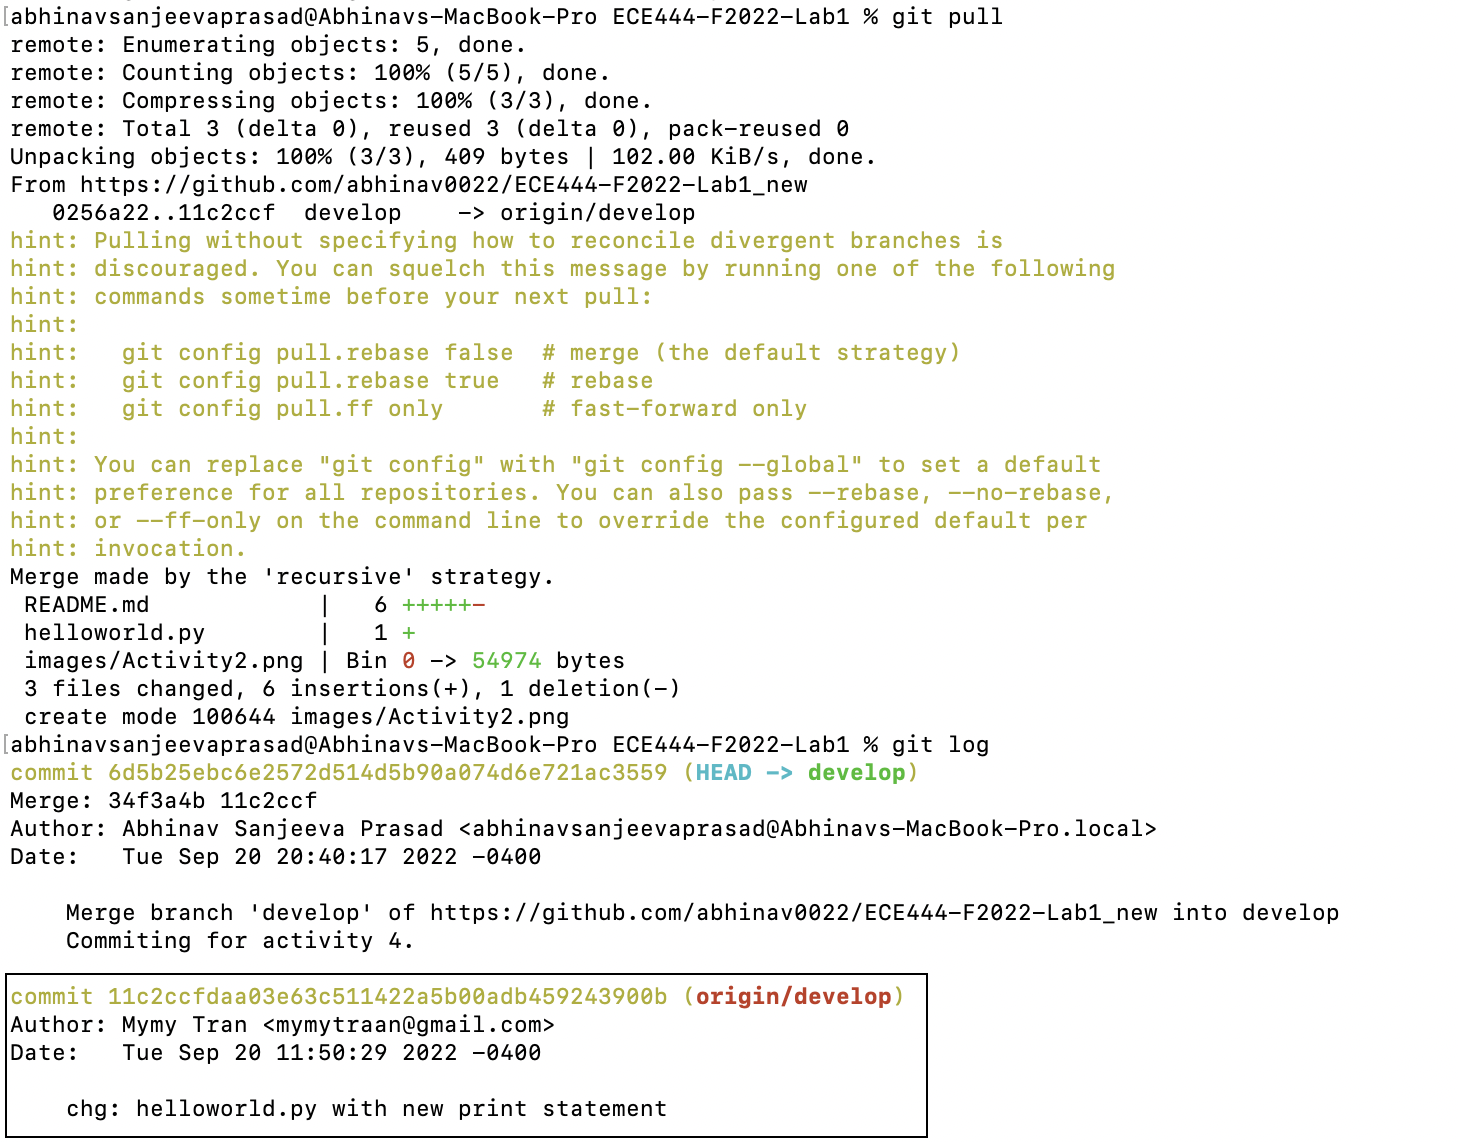 abhinavsanjeevaprasad@Abhinavs-MacBook-Pro ECE444-F2022-Lab1 % git pull
remote: Enumerating objects: 5, done.
remote: Counting objects: 100% (5/5), done.
remote: Compressing objects: 100% (3/3), done.
remote: Total 3 (delta 0), reused 3 (delta 0), pack-reused 0
Unpacking objects: 100% (3/3), 409 bytes | 102.00 KiB/s, done.
From https://github.com/abhinav0022/ECE444-F2022-Lab1_new
   0256a22..11c2ccf  develop    -> origin/develop
hint: Pulling without specifying how to reconcile divergent branches is
hint: discouraged. You can squelch this message by running one of the following
hint: commands sometime before your next pull:
hint:
hint:   git config pull.rebase false  # merge (the default strategy)
hint:   git config pull.rebase true   # rebase
hint:   git config pull.ff only       # fast-forward only
hint:
hint: You can replace "git config" with "git config --global" to set a default
hint: preference for all repositories. You can also pass --rebase, --no-rebase,
hint: or --ff-only on the command line to override the configured default per
hint: invocation.
Merge made by the 'recursive' strategy.
 README.md            |   6 +++++-
 helloworld.py        |   1 +
 images/Activity2.png | Bin 0 -> 54974 bytes
 3 files changed, 6 insertions(+), 1 deletion(-)
 create mode 100644 images/Activity2.png
abhinavsanjeevaprasad@Abhinavs-MacBook-Pro ECE444-F2022-Lab1 % git log
commit 6d5b25ebc6e2572d514d5b90a074d6e721ac3559 (HEAD -> develop)
Merge: 34f3a4b 11c2ccf
Author: Abhinav Sanjeeva Prasad <abhinavsanjeevaprasad@Abhinavs-MacBook-Pro.local>
Date:   Tue Sep 20 20:40:17 2022 -0400
    Merge branch 'develop' of https://github.com/abhinav0022/ECE444-F2022-Lab1_new into develop
    Commiting for activity 4.
commit 11c2ccfdaa03e63c511422a5b00adb459243900b (origin/develop)
Author: Mymy Tran <mymytraan@gmail.com>
Date:   Tue Sep 20 11:50:29 2022 -0400
    chg: helloworld.py with new print statement